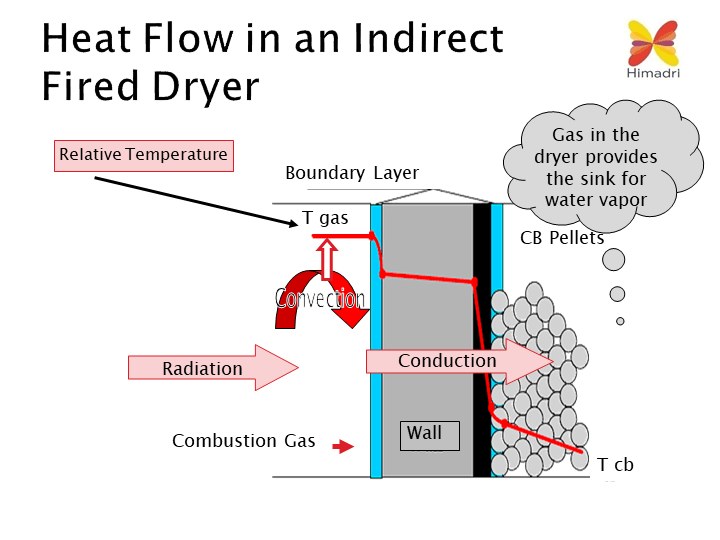 Heat Flow in an Indirect
Fired Dryer
Himadri
Gas in the
dryer provides
the sink for
water vapor
Relative Temperature
Boundary Layer
T gas
CB Pellets
Convection
Radiation
Conduction
Combustion Gas
Wall
T cb